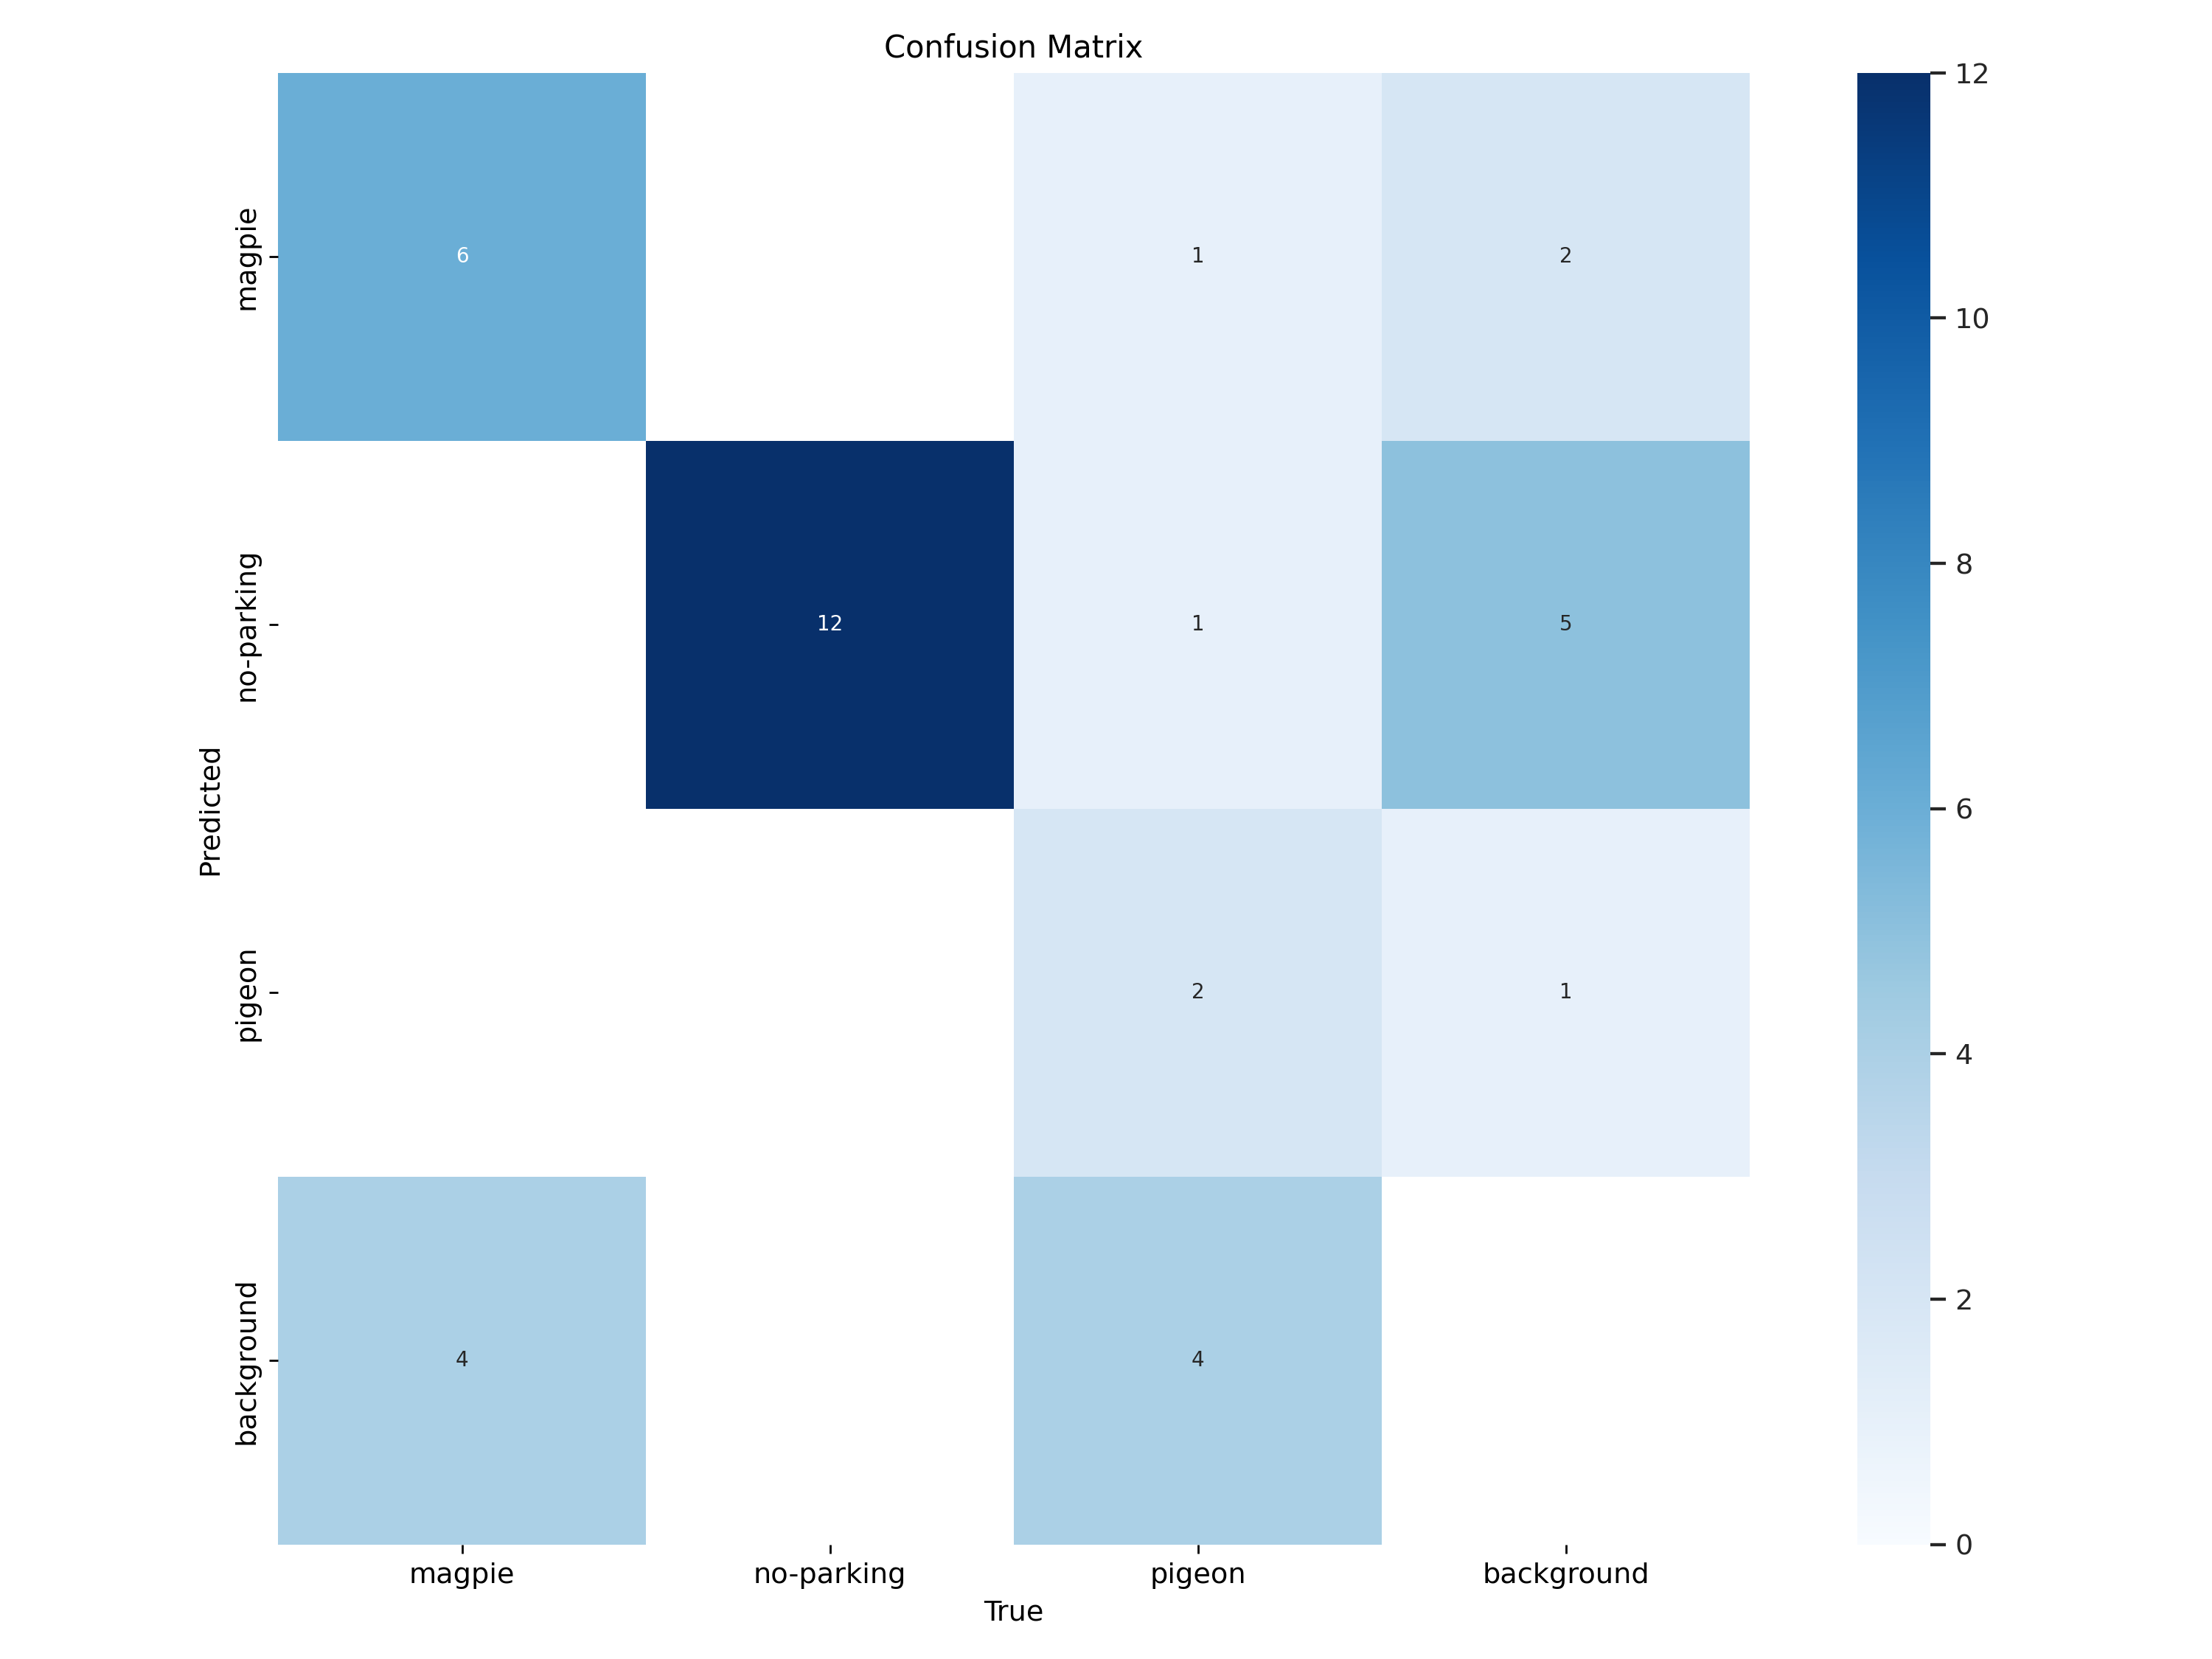 Confusion Matrix
magpie
6
1
2
no-parking
12
1
5
pigeon
2
1
background
4
4
Predicted
magpie
no-parking
pigeon
background
True
12
10
8
6
4
2
0